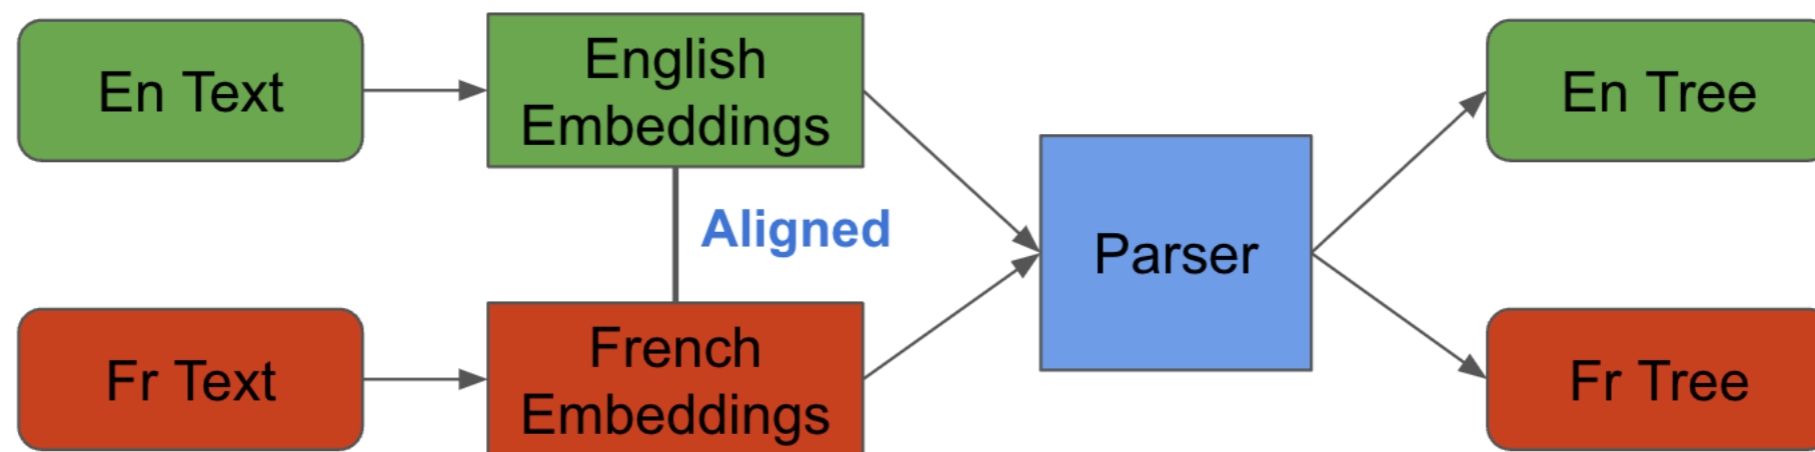 En Text
English
Embeddings
En Tree
Aligned
Parser
Fr Text
French
Embeddings
Fr Tree